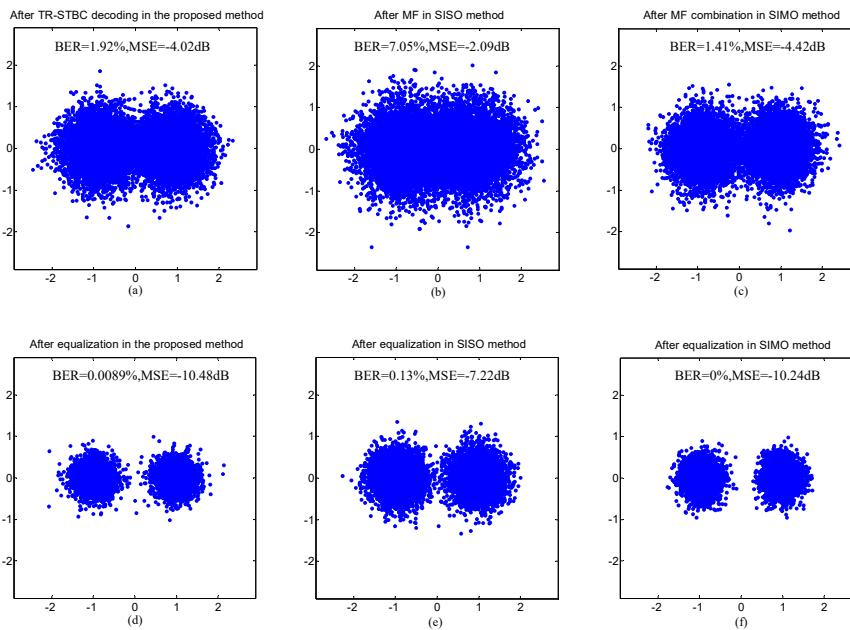 After TR-STBC decoding in the proposed method
BER=1.92%,MSE=-4.02dB
2
1
0
-1
-2
-2 -1 0 1 2
(a)
After MF in SISO method
BER=7.05%,MSE=-2.09dB
2
1
0
-1
-2
-2 -1 0 1 2
(b)
After MF combination in SIMO method
BER=1.41%,MSE=-4.42dB
2
1
0
-1
-2
-2 -1 0 1 2
(c)
After equalization in the proposed method
BER=0.0089%,MSE=-10.48dB
2
1
0
-1
-2
-2 -1 0 1 2
(d)
After equalization in SISO method
BER=0.13%,MSE=-7.22dB
2
1
0
-1
-2
-2 -1 0 1 2
(e)
After equalization in SIMO method
BER=0%,MSE=-10.24dB
2
1
0
-1
-2
-2 -1 0 1 2
(f)